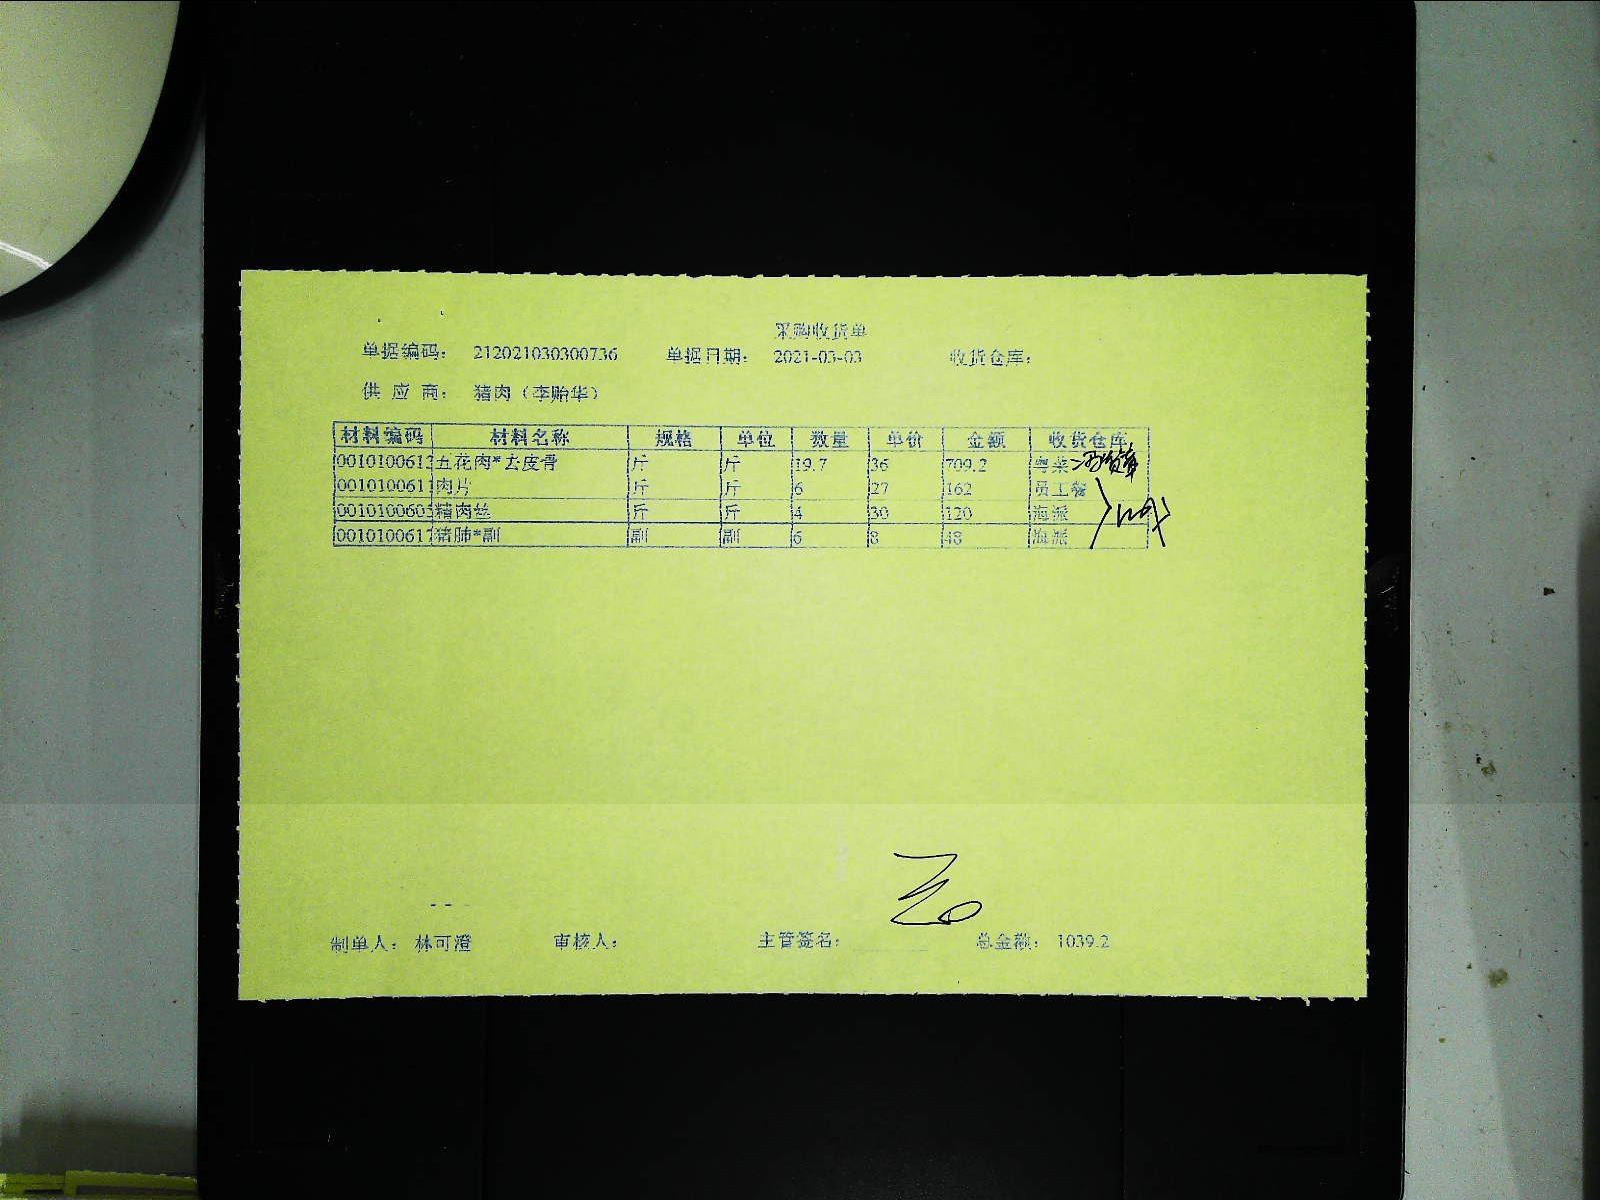 采购收货单
单据编码： 212021030300736 单据日期： 2021-03-03 收货仓库：
供 应 商： 猪肉（李贻华）
材料编码 材料名称 规格 单位 数量 单价 金额 收货仓库
0010100613 五花肉*去皮骨 斤 斤 19.7 36 709.2 粤菜
0010100611 肉片 斤 斤 6 27 162 员工餐
0010100605 精肉丝 斤 斤 4 30 120 海派
0010100617 猪肺*副 副 副 6 8 48 海派
制单人： 林可澄 审核人： 主管签名： 总金额： 1039.2